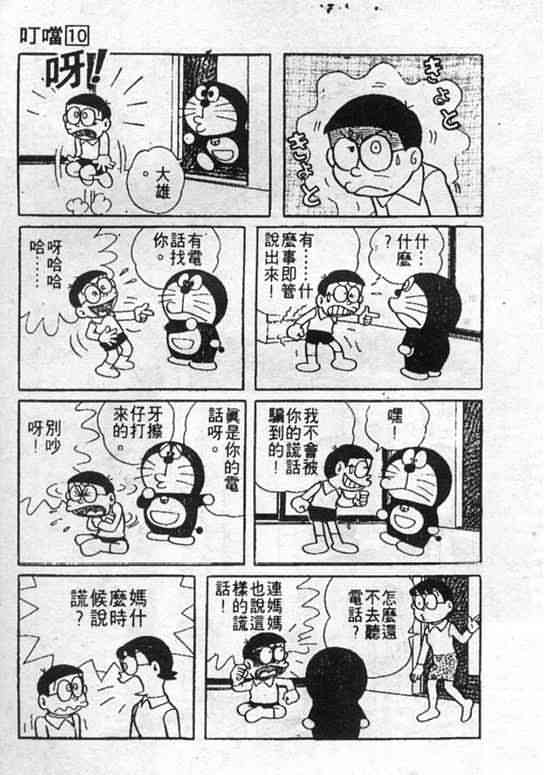 叮噹10
きょと
きょと
呀!
大雄
。
什…
什麼
?
有……什
麼事即管
說出來!
有電
話找
你。
呀哈哈
哈……
嘿!
我不會被
你的謊話
騙到的!
真是你的電
話呀。
牙擦
仔打
來的。
別吵
呀!
怎麼還
不去聽
電話?
連媽媽
也說這
樣的謊
話!
媽什
麼時
候說
謊?